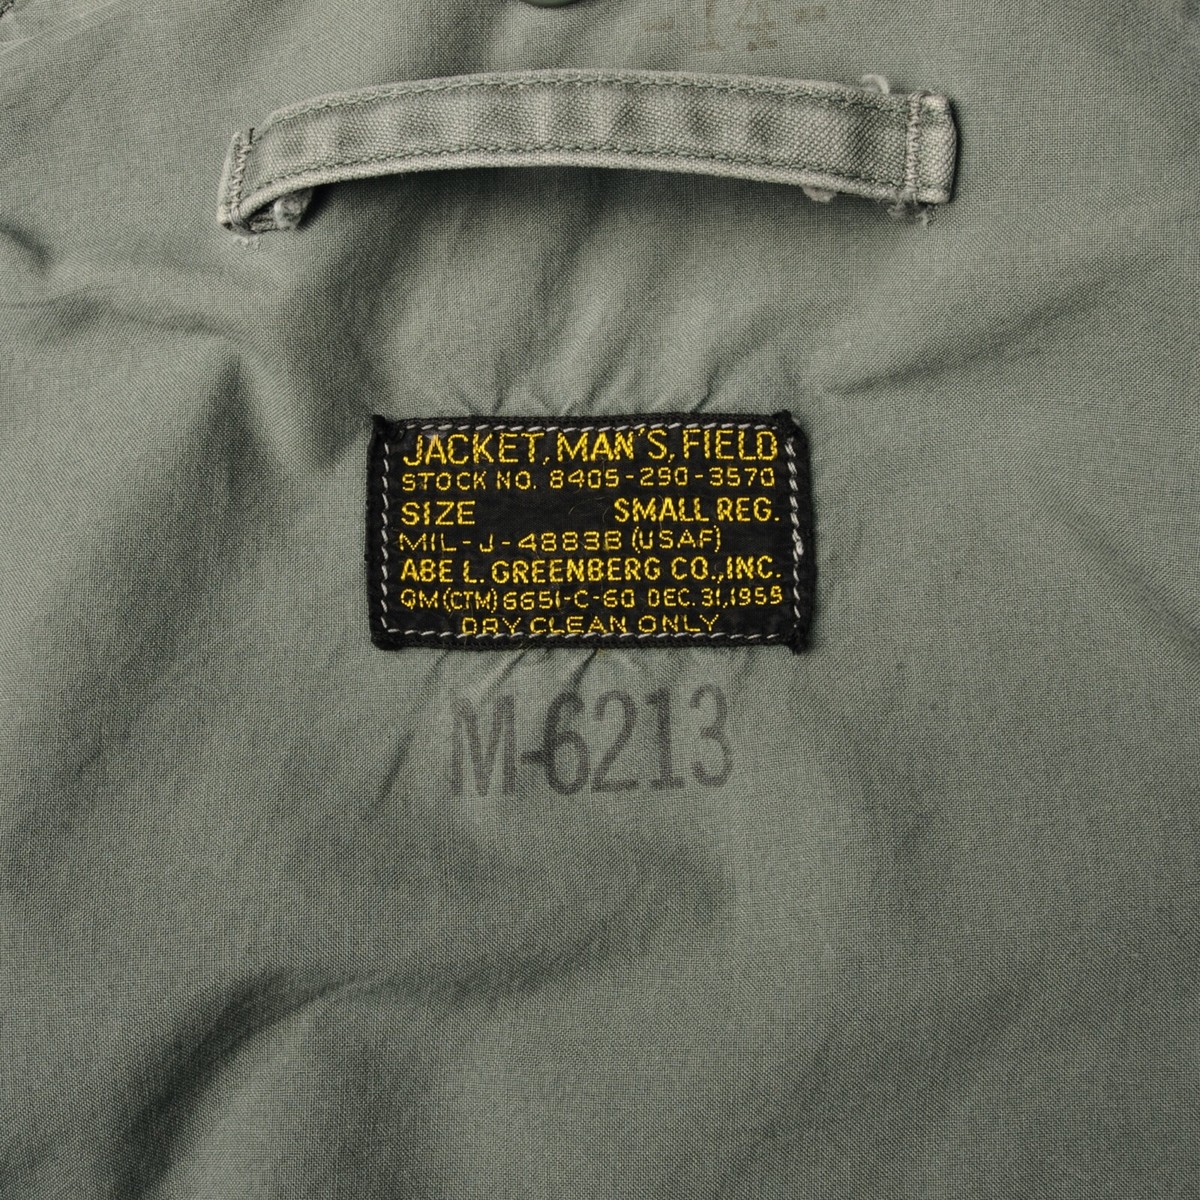 -14-
JACKET, MAN'S, FIELD
STOCK NO. 8405-290-3570
SIZE SMALL REG.
MIL-J-4883B (USAF)
ABE L. GREENBERG CO., INC.
QM (CTM) 6651-C-60 DEC. 31, 1959
DRY CLEAN ONLY
M-6213